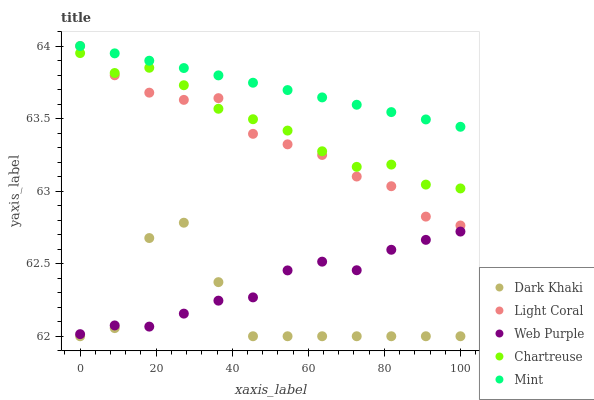 title
64
63.5
63
62.5
62
0
20
40
60
80
100
xaxis_label
yaxis_label
Dark Khaki
Light Coral
Web Purple
Chartreuse
Mint